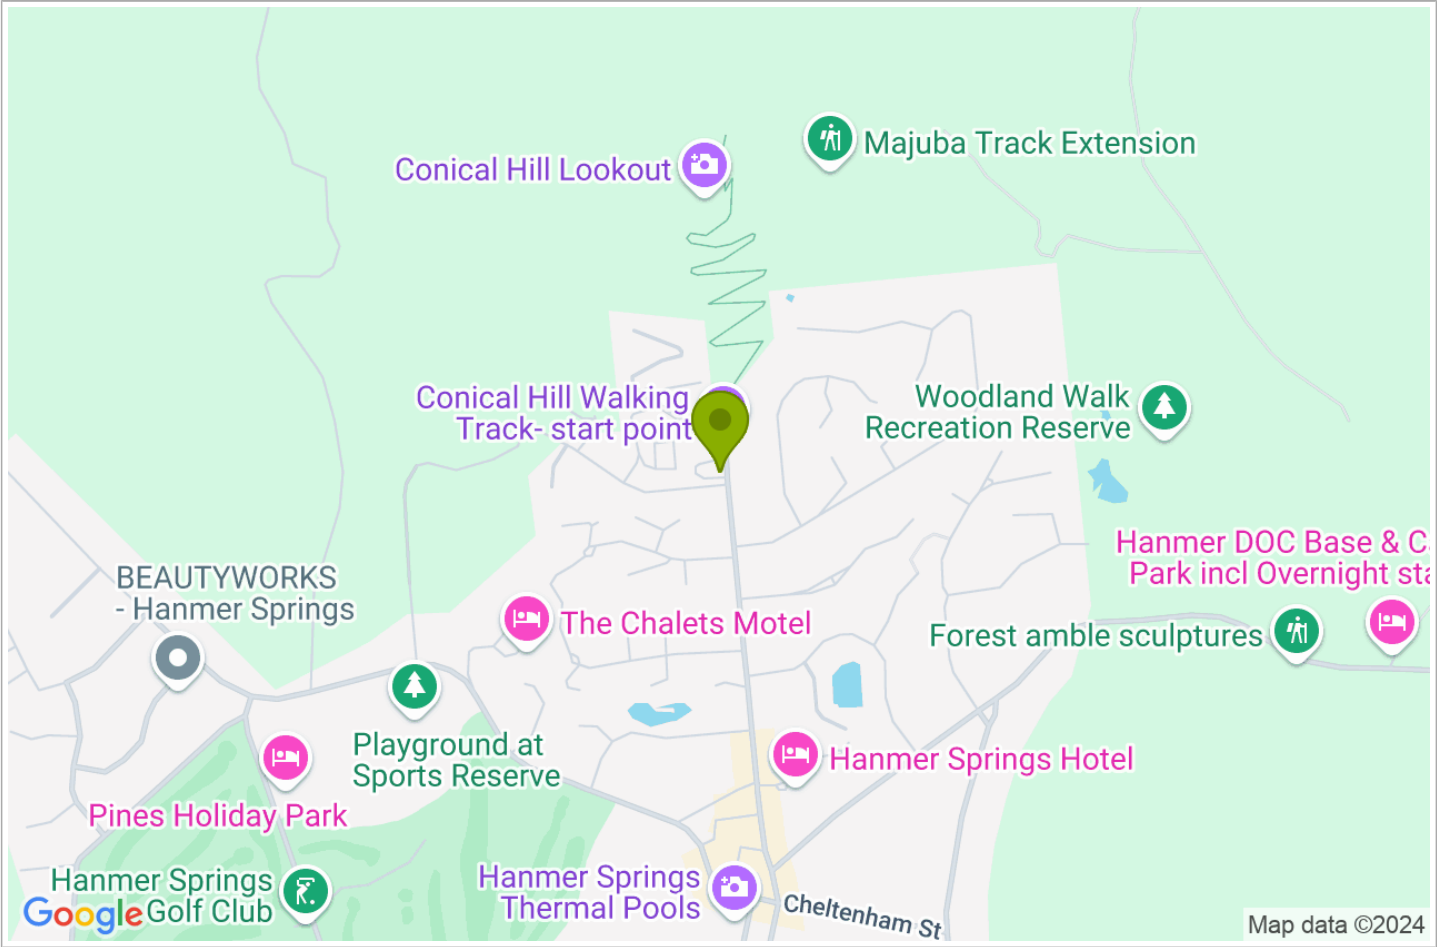 Majuba Track Extension
Conical Hill Lookout
Conical Hill Walking
Track- start point
Woodland Walk
Recreation Reserve
Hanmer DOC Base & C
Park incl Overnight sta
BEAUTYWORKS
- Hanmer Springs
The Chalets Motel
Forest amble sculptures
Playground at
Sports Reserve
Hanmer Springs Hotel
Pines Holiday Park
Hanmer Springs
Golf Club
Hanmer Springs
Thermal Pools
Cheltenham St
Google
Map data ©2024